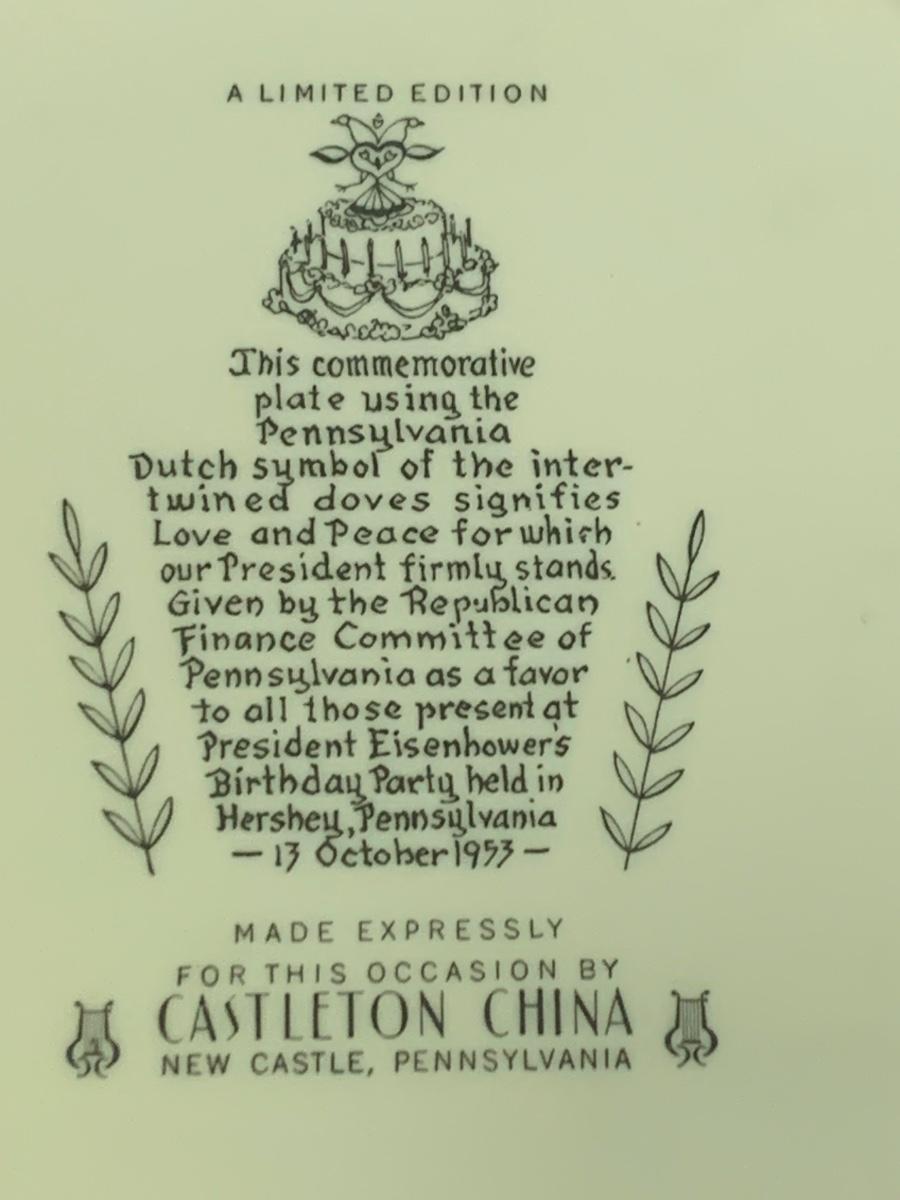 A LIMITED EDITION
This commemorative
plate using the
Pennsylvania
Dutch symbol of the inter-
twined doves signifies
Love and Peace for which
our President firmly stands.
Given by the Republican
Finance Committee of
Pennsylvania as a favor
to all those present at
President Eisenhower's
Birthday Party held in
Hershey, Pennsylvania
— 13 October 1953 —
MADE EXPRESSLY
FOR THIS OCCASION BY
CASTLETON CHINA
NEW CASTLE, PENNSYLVANIA